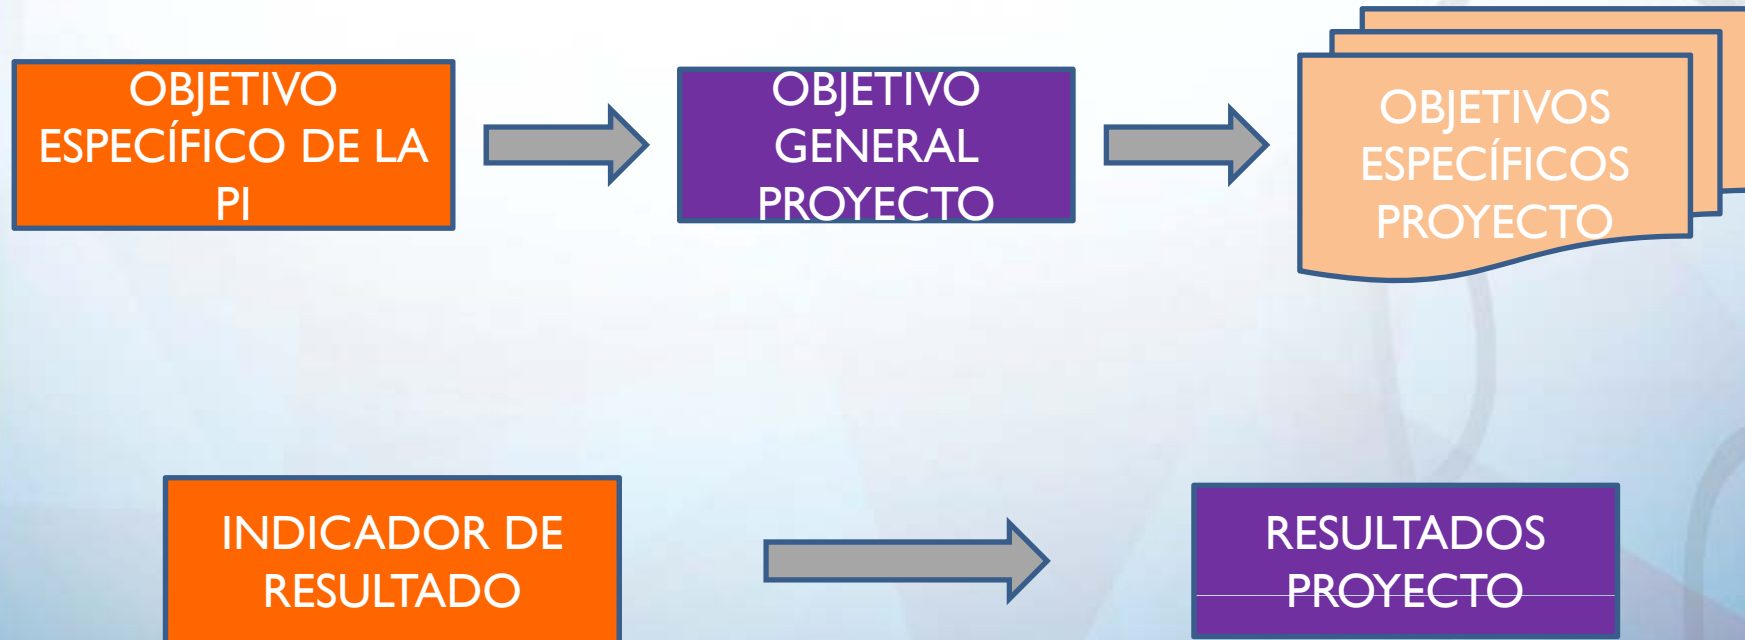 OBJETIVO
ESPECÍFICO DE LA
PI
OBJETIVO
GENERAL
PROYECTO
OBJETIVOS
ESPECÍFICOS
PROYECTO
INDICADOR DE
RESULTADO
RESULTADOS
PROYECTO